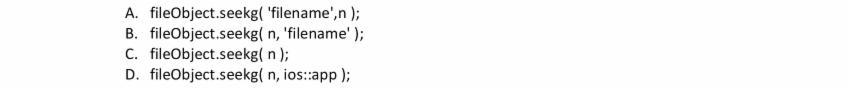 A. fileObject.seekg( 'filename',n );
B. fileObject.seekg( n, 'filename' );
C. fileObject.seekg( n );
D. fileObject.seekg( n, ios::app );